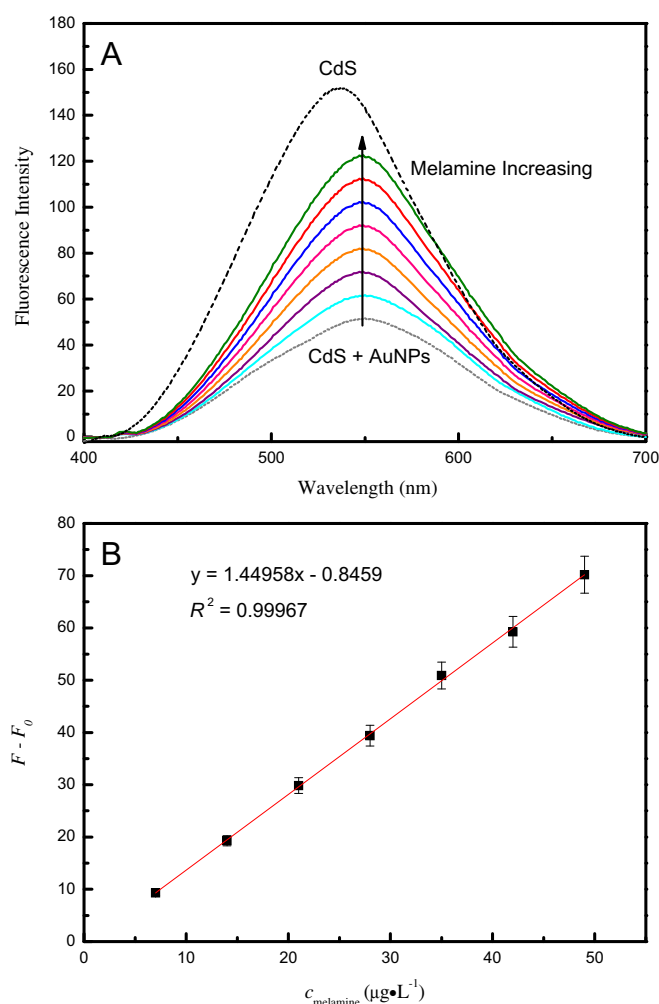 A
180
160
140
120
100
80
60
40
20
0
Fluorescence Intensity
CdS
Melamine Increasing
CdS + AuNPs
400 500 600 700
Wavelength (nm)
B
80
70
60
50
40
30
20
10
0
F - F₀
y = 1.44958x - 0.8459
R² = 0.99967
0 10 20 30 40 50
c melamine (μg•L⁻¹)